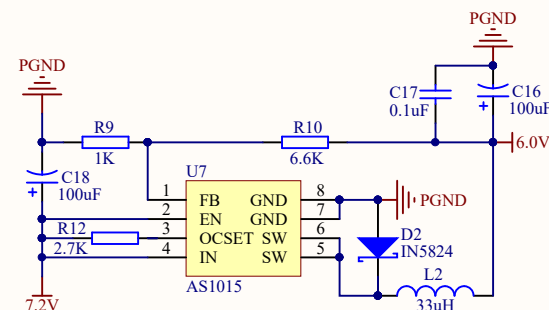 PGND
PGND
C17
0.1uF
C16
100uF
R9
1K
R10
6.6K
6.0V
C18
100uF
U7
1 FB GND 8
2 EN GND 7
3 OCSET SW 6
4 IN SW 5
AS1015
PGND
R12
2.7K
D2
IN5824
L2
33uH
7.2V